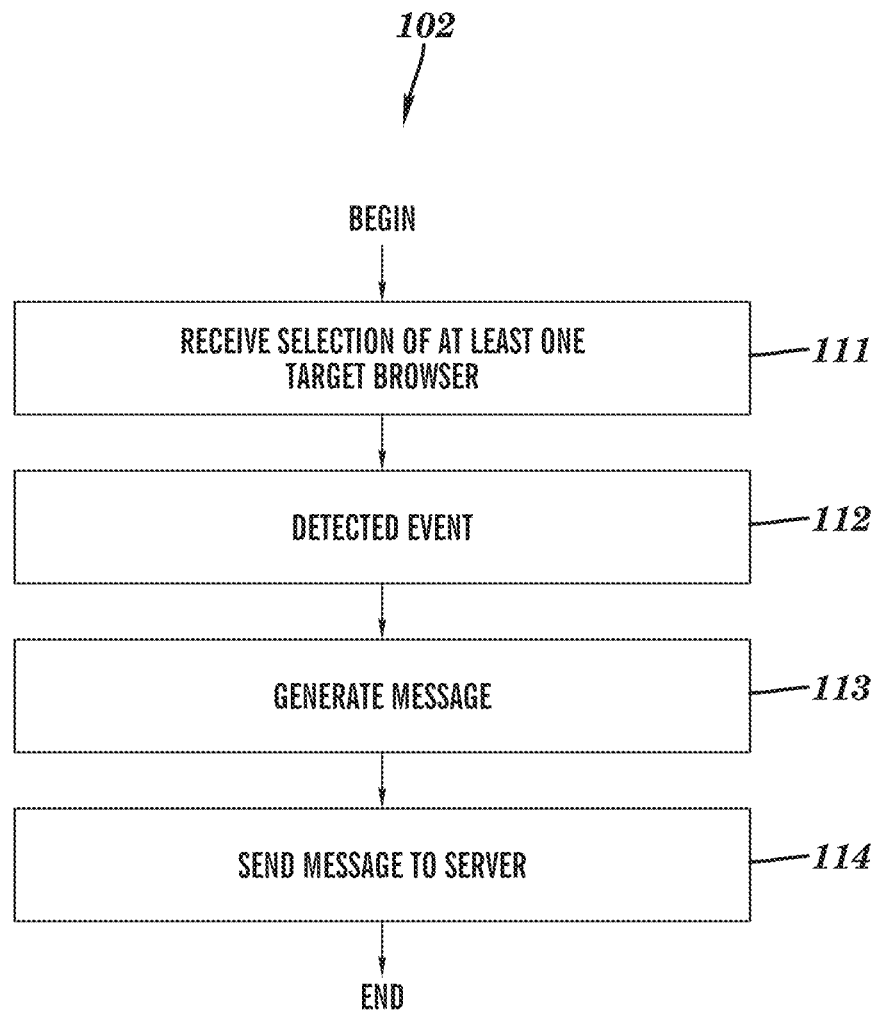 102
BEGIN
RECEIVE SELECTION OF AT LEAST ONE
TARGET BROWSER
111
DETECTED EVENT
112
GENERATE MESSAGE
113
SEND MESSAGE TO SERVER
114
END